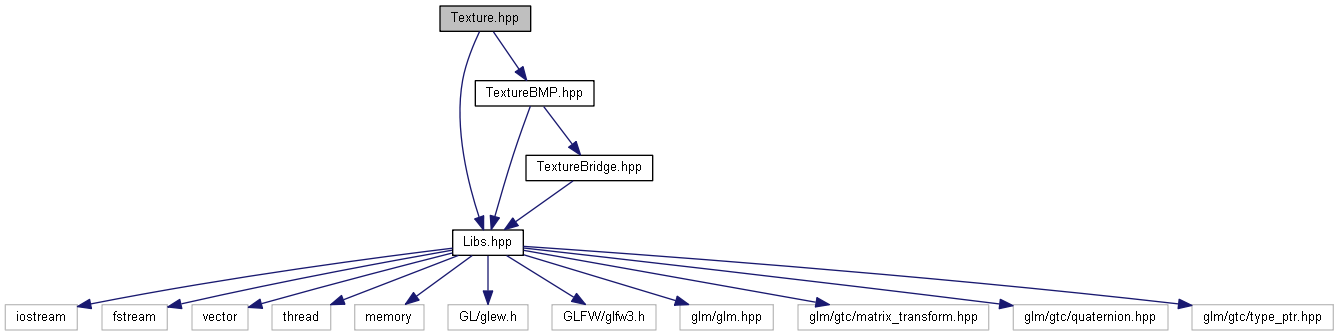 Texture.hpp
TextureBMP.hpp
TextureBridge.hpp
Libs.hpp
iostream
fstream
vector
thread
memory
GL/glew.h
GLFW/glfw3.h
glm/glm.hpp
glm/gtc/matrix_transform.hpp
glm/gtc/quaternion.hpp
glm/gtc/type_ptr.hpp